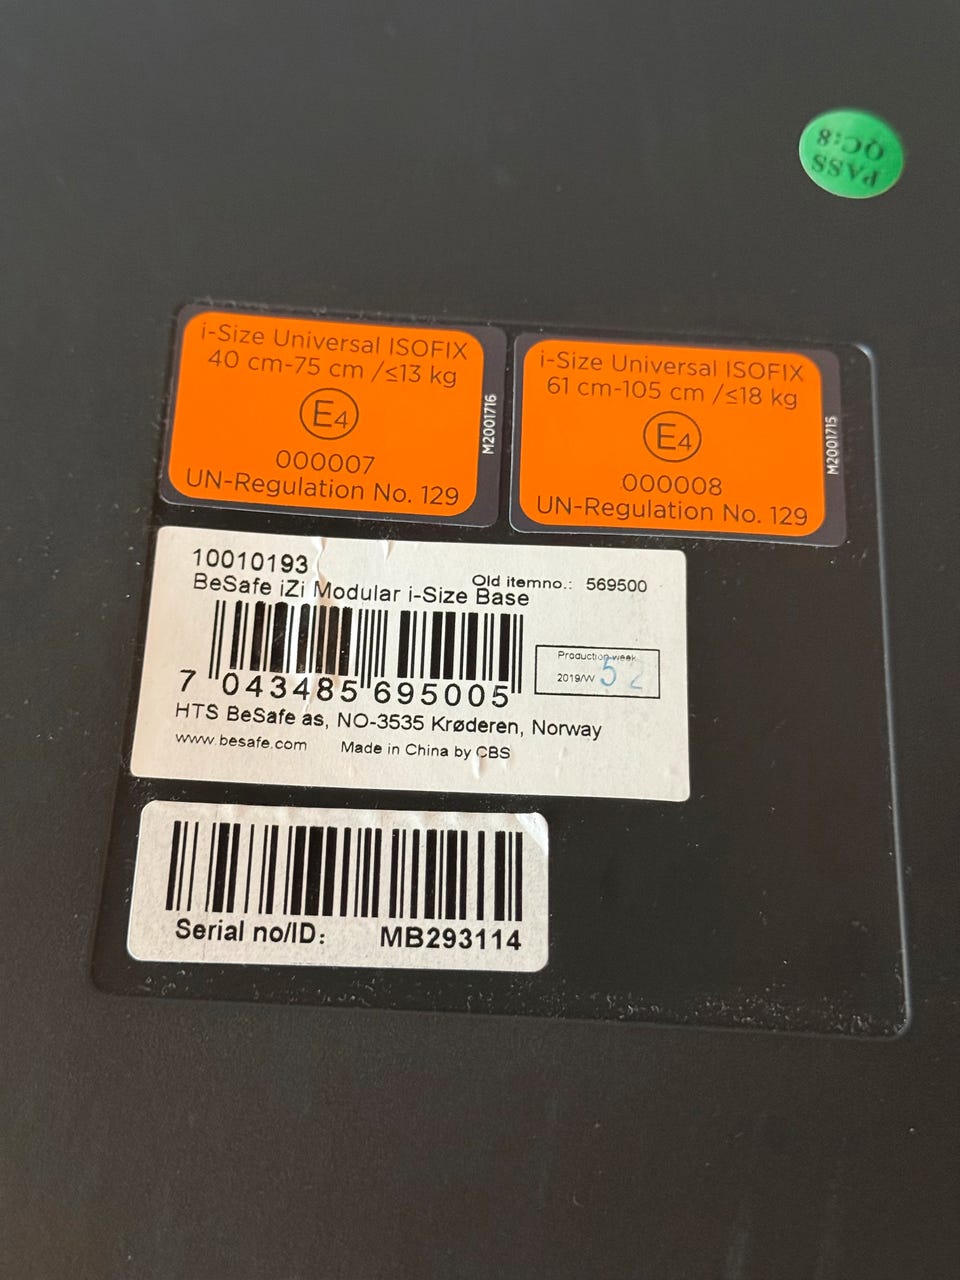 PASS
QC:8
i-Size Universal ISOFIX
40 cm-75 cm /≤13 kg
E4
000007
UN-Regulation No. 129
M2001716
i-Size Universal ISOFIX
61 cm-105 cm /≤18 kg
E4
000008
UN-Regulation No. 129
M2001715
10010193
Old itemno.: 569500
BeSafe iZi Modular i-Size Base
7 043485 695005
Production week
2019/W 52
HTS BeSafe as, NO-3535 Krøderen, Norway
www.besafe.com Made in China by CBS
Serial no/ID: MB293114